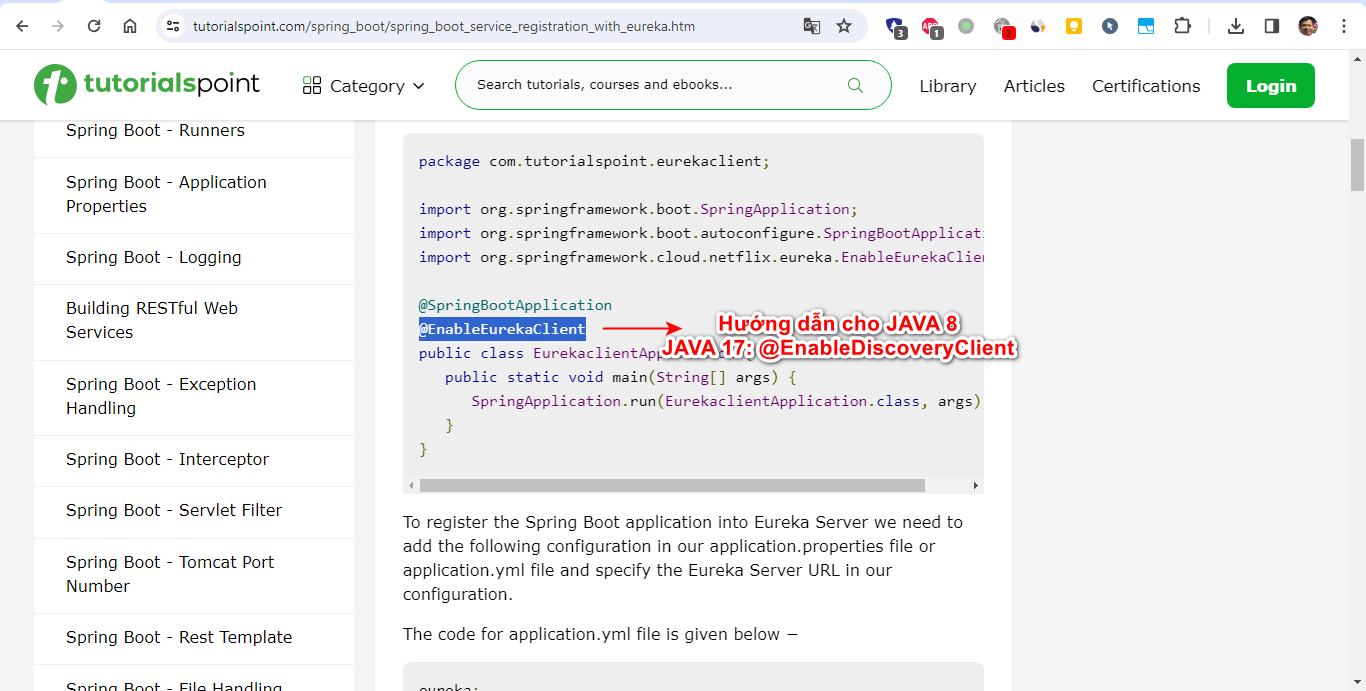 tutorialspoint.com/spring_boot/spring_boot_service_registration_with_eureka.htm
3
1
2
tutorialspoint
Category
Search tutorials, courses and ebooks...
Library
Articles
Certifications
Login
Spring Boot - Runners
Spring Boot - Application
Properties
Spring Boot - Logging
Building RESTful Web
Services
Spring Boot - Exception
Handling
Spring Boot - Interceptor
Spring Boot - Servlet Filter
Spring Boot - Tomcat Port
Number
Spring Boot - Rest Template
Spring Boot - File Handling
package com.tutorialspoint.eurekaclient;
import org.springframework.boot.SpringApplication;
import org.springframework.boot.autoconfigure.SpringBootApplicati
import org.springframework.cloud.netflix.eureka.EnableEurekaClien
@SpringBootApplication
@EnableEurekaClient
Hướng dẫn cho JAVA 8
JAVA 17: @EnableDiscoveryClient
public class EurekaclientApp
public static void main(String[] args) {
SpringApplication.run(EurekaclientApplication.class, args)
}
}
To register the Spring Boot application into Eureka Server we need to
add the following configuration in our application.properties file or
application.yml file and specify the Eureka Server URL in our
configuration.
The code for application.yml file is given below −
eureka: